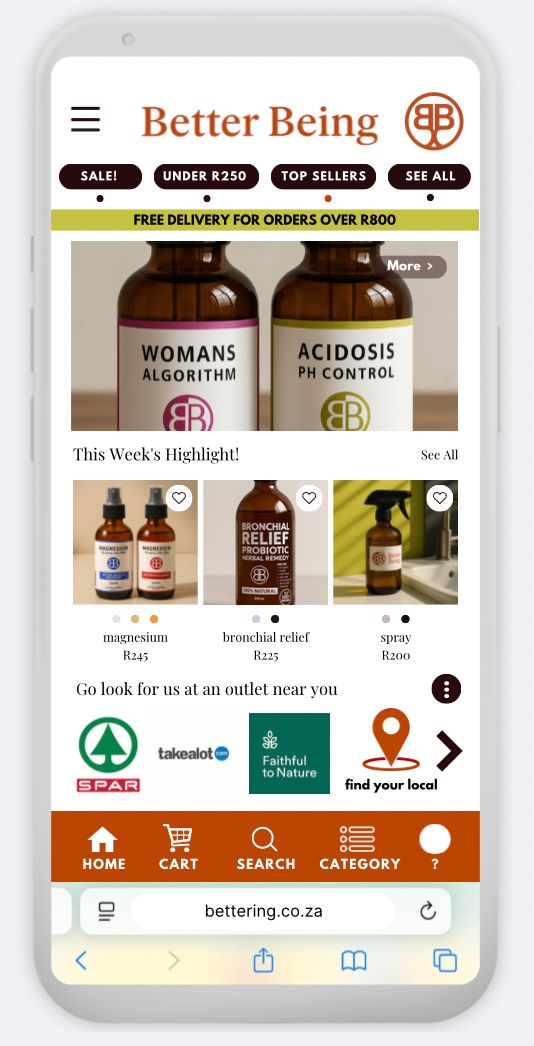 Better Being
SALE!
UNDER R250
TOP SELLERS
SEE ALL
FREE DELIVERY FOR ORDERS OVER R800
More >
WOMANS
ALGORITHM
ACIDOSIS
PH CONTROL
This Week's Highlight!
See All
MAGNESIUM
MAGNESIUM
BRONCHIAL
RELIEF
PROBIOTIC
HERBAL REMEDY
100% NATURAL
Better
Being
magnesium
R245
bronchial relief
R225
spray
R200
Go look for us at an outlet near you
SPAR
takealot.com
Faithful
to Nature
find your local
HOME
CART
SEARCH
CATEGORY
?
bettering.co.za